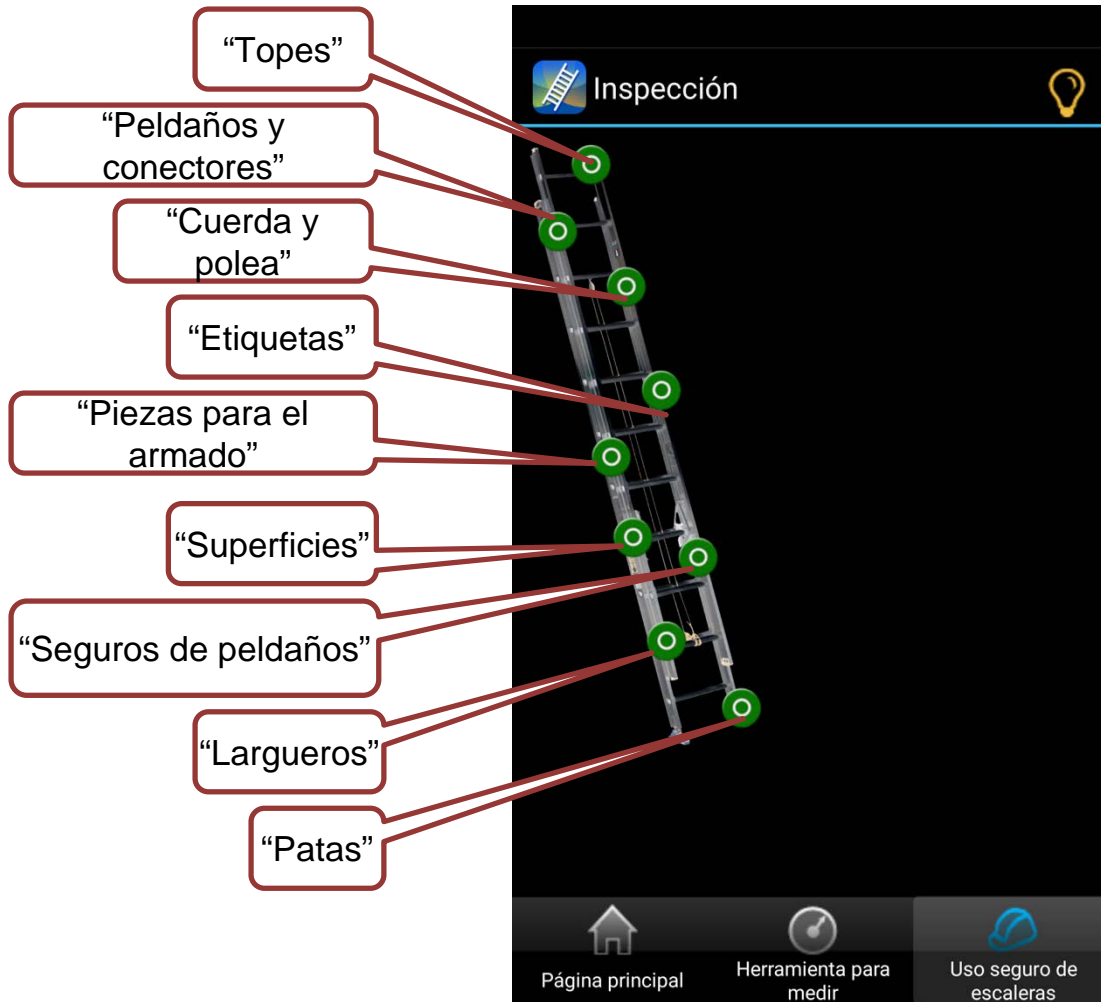 “Topes”
“Peldaños y
conectores”
“Cuerda y
polea”
“Etiquetas”
“Piezas para el
armado”
“Superficies”
“Seguros de peldaños”
“Largueros”
“Patas”
Inspección
Página principal
Herramienta para
medir
Uso seguro de
escaleras